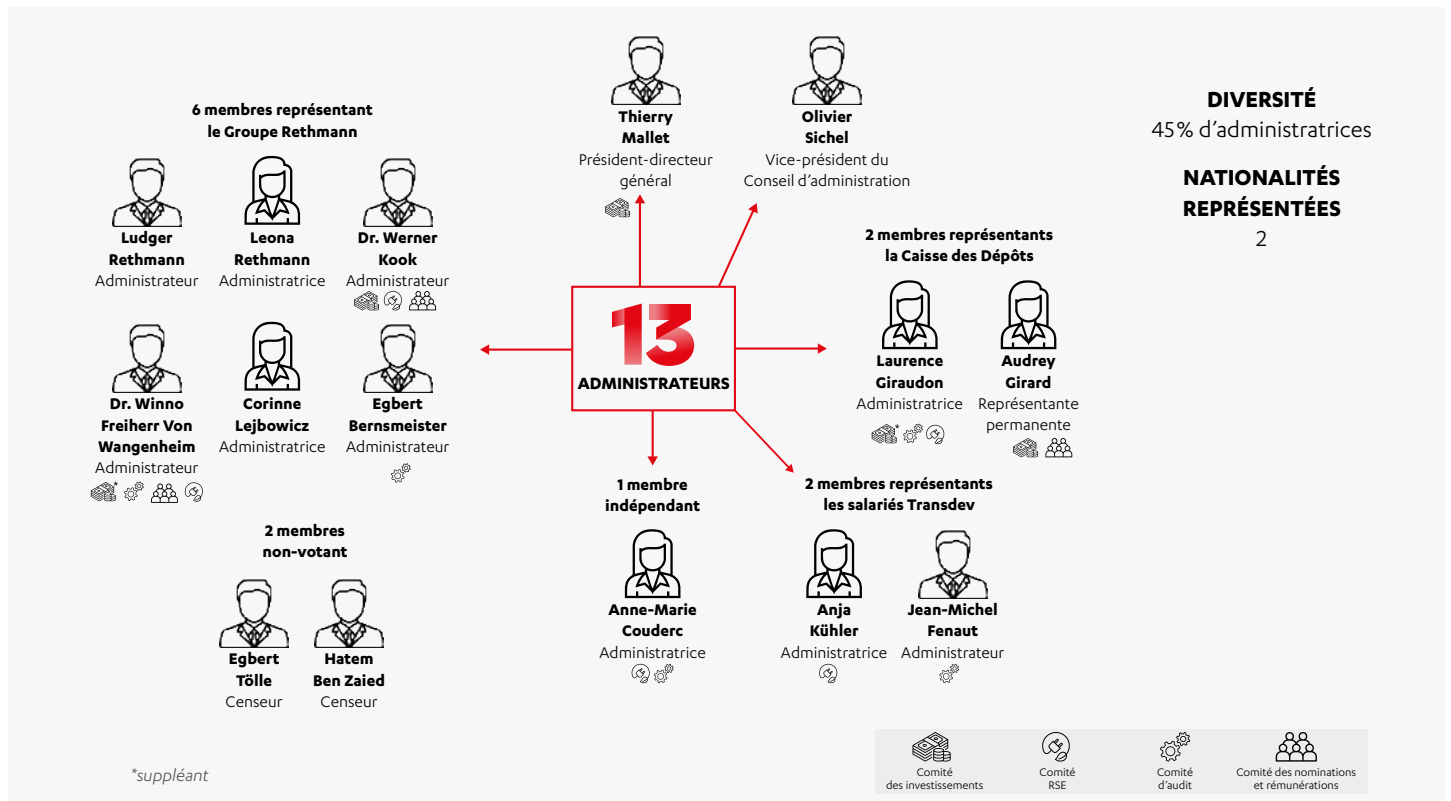 6 membres représentant
le Groupe Rethmann
Ludger
Rethmann
Administrateur
Leona
Rethmann
Administratrice
Dr. Werner
Kook
Administrateur
Dr. Winno
Freiherr Von
Wangenheim
Administrateur
*
Corinne
Lejbowicz
Administratrice
Egbert
Bernsmeister
Administrateur
2 membres
non-votant
Egbert
Tölle
Censeur
Hatem
Ben Zaied
Censeur
Thierry
Mallet
Président-directeur
général
Olivier
Sichel
Vice-président du
Conseil d'administration
13
ADMINISTRATEURS
2 membres représentants
la Caisse des Dépôts
Laurence
Giraudon
Administratrice
*
Audrey
Girard
Représentante
permanente
1 membre
indépendant
Anne-Marie
Couderc
Administratrice
2 membres représentants
les salariés Transdev
Anja
Kühler
Administratrice
Jean-Michel
Fenaut
Administrateur
DIVERSITÉ
45% d'administratrices
NATIONALITÉS
REPRÉSENTÉES
2
*suppléant
Comité
des investissements
Comité
RSE
Comité
d'audit
Comité des nominations
et rémunérations